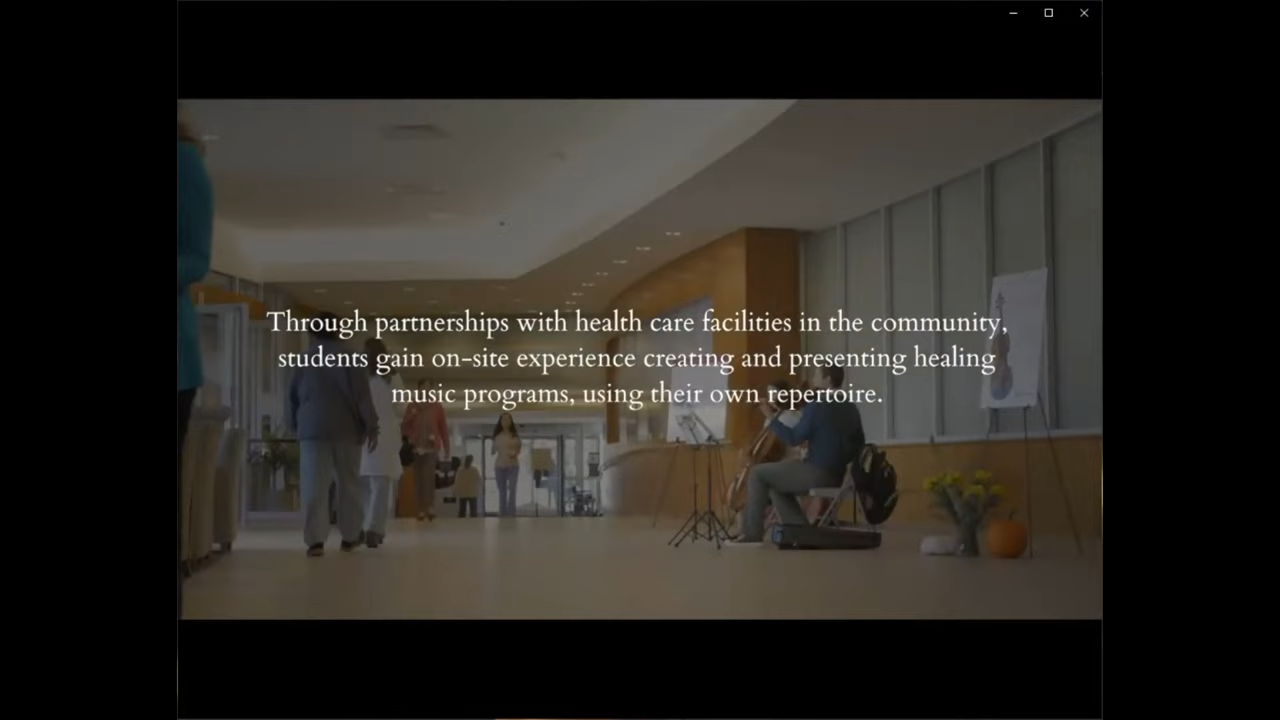 Through partnerships with health care facilities in the community,
students gain on-site experience creating and presenting healing
music programs, using their own repertoire.